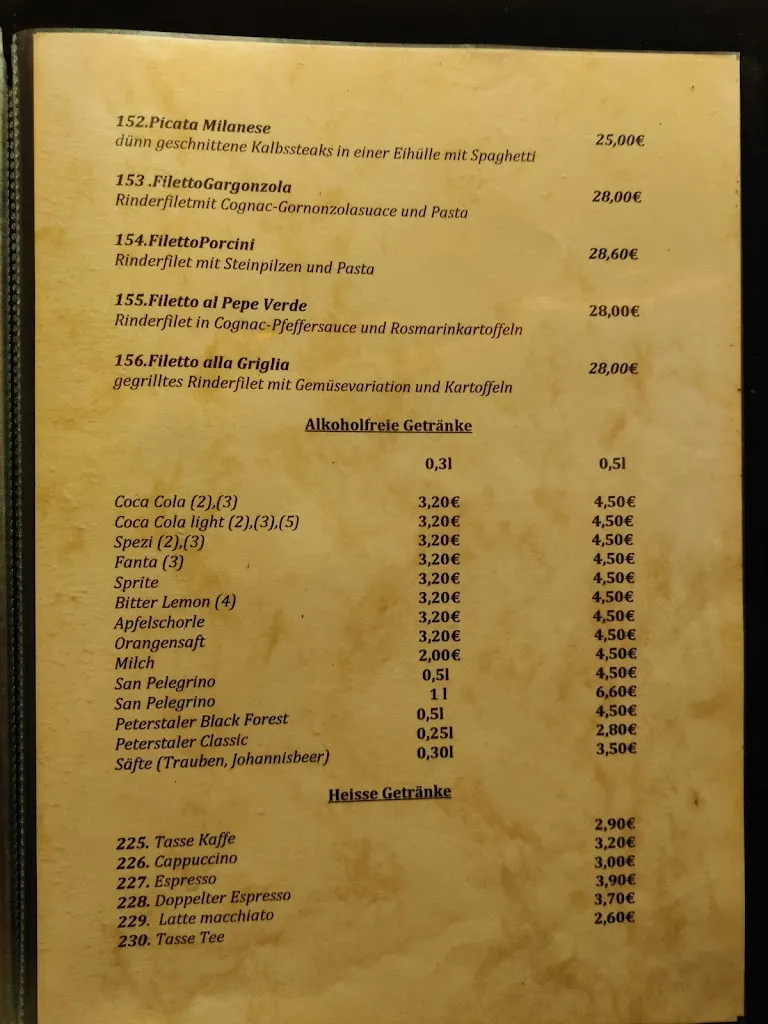 152.Picata Milanese
dünn geschnittene Kalbssteaks in einer Eihülle mit Spaghetti 25,00€
153 .FilettoGargonzola
Rinderfiletmit Cognac-Gornonzolasuace und Pasta 28,00€
154.FilettoPorcini
Rinderfilet mit Steinpilzen und Pasta 28,60€
155.Filetto al Pepe Verde
Rinderfilet in Cognac-Pfeffersauce und Rosmarinkartoffeln 28,00€
156.Filetto alla Griglia
gegrilltes Rinderfilet mit Gemüsevariation und Kartoffeln 28,00€
Alkoholfreie Getränke
0,3l 0,5l
Coca Cola (2),(3) 3,20€ 4,50€
Coca Cola light (2),(3),(5) 3,20€ 4,50€
Spezi (2),(3) 3,20€ 4,50€
Fanta (3) 3,20€ 4,50€
Sprite 3,20€ 4,50€
Bitter Lemon (4) 3,20€ 4,50€
Apfelschorle 3,20€ 4,50€
Orangensaft 3,20€ 4,50€
Milch 2,00€ 4,50€
San Pelegrino 0,5l 4,50€
San Pelegrino 1 l 6,60€
Peterstaler Black Forest 0,5l 4,50€
Peterstaler Classic 0,25l 2,80€
Säfte (Trauben, Johannisbeer) 0,30l 3,50€
Heisse Getränke
225. Tasse Kaffe 2,90€
226. Cappuccino 3,20€
227. Espresso 3,00€
228. Doppelter Espresso 3,90€
229. Latte macchiato 3,70€
230. Tasse Tee 2,60€